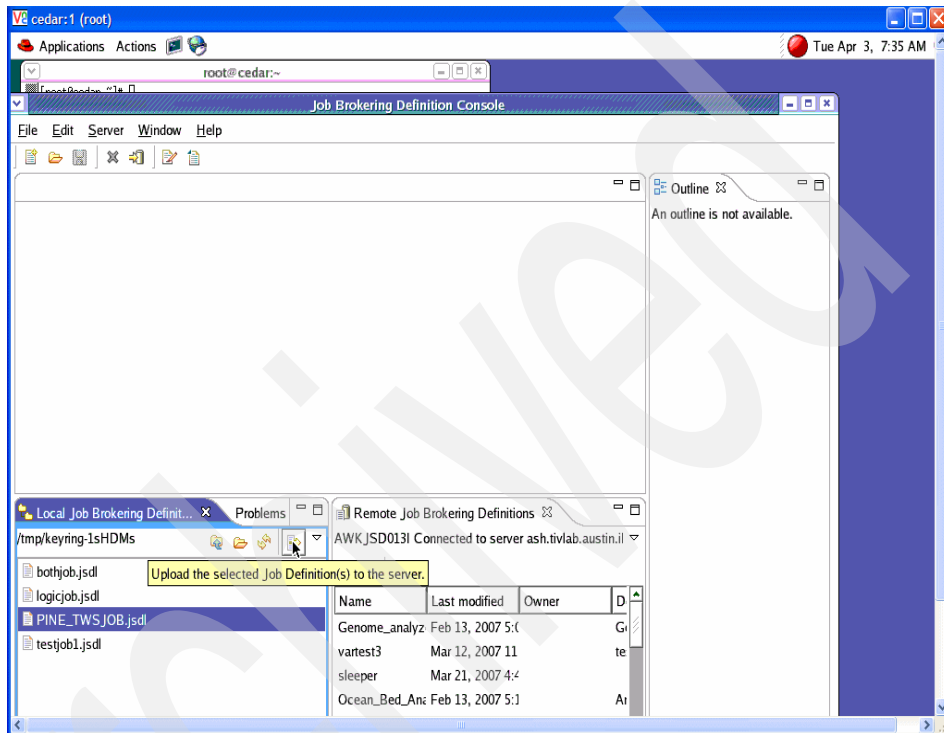 cedar:1 (root)
Applications Actions
Tue Apr 3, 7:35 AM
root@cedar:~
Job Brokering Definition Console
File Edit Server Window Help
Outline
An outline is not available.
Local Job Brokering Definit...
Problems
/tmp/keyring-1sHDMs
bothjob.jsdl
logicjob.jsdl
PINE_TWSJOB.jsdl
testjob1.jsdl
Upload the selected Job Definition(s) to the server.
Remote Job Brokering Definitions
AWKJSD013I Connected to server ash.tivlab.austin.il
Name Last modified Owner D
Genome_analyz Feb 13, 2007 5:( G
vartest3 Mar 12, 2007 11 te
sleeper Mar 21, 2007 4:4
Ocean_Bed_Ana Feb 13, 2007 5:1 A
Archived